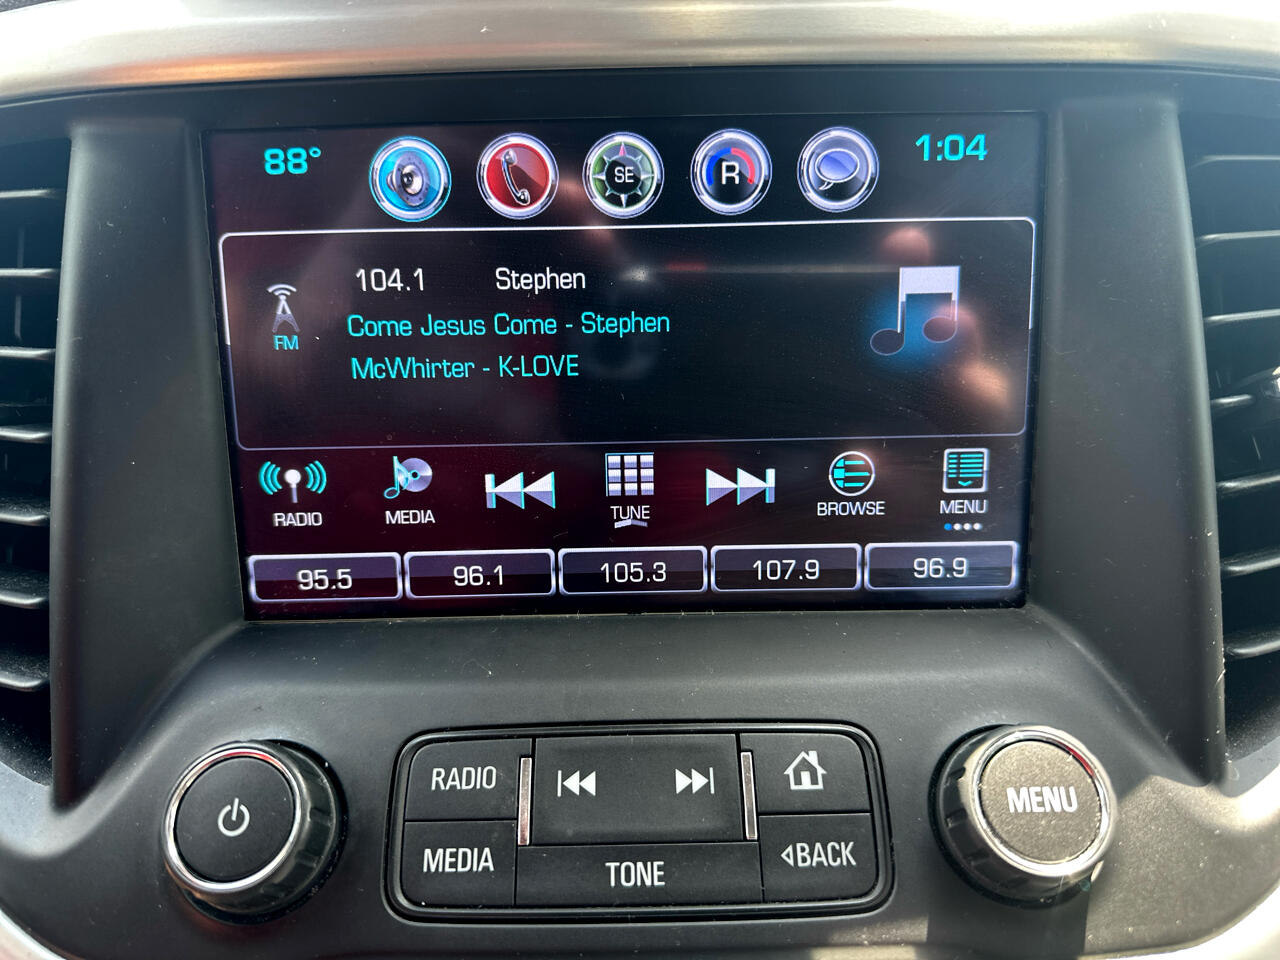 88°
SE
R
1:04
104.1 Stephen
FM
Come Jesus Come - Stephen
McWhirter - K-LOVE
RADIO
MEDIA
TUNE
BROWSE
MENU
95.5
96.1
105.3
107.9
96.9
RADIO
MEDIA
TONE
BACK
MENU